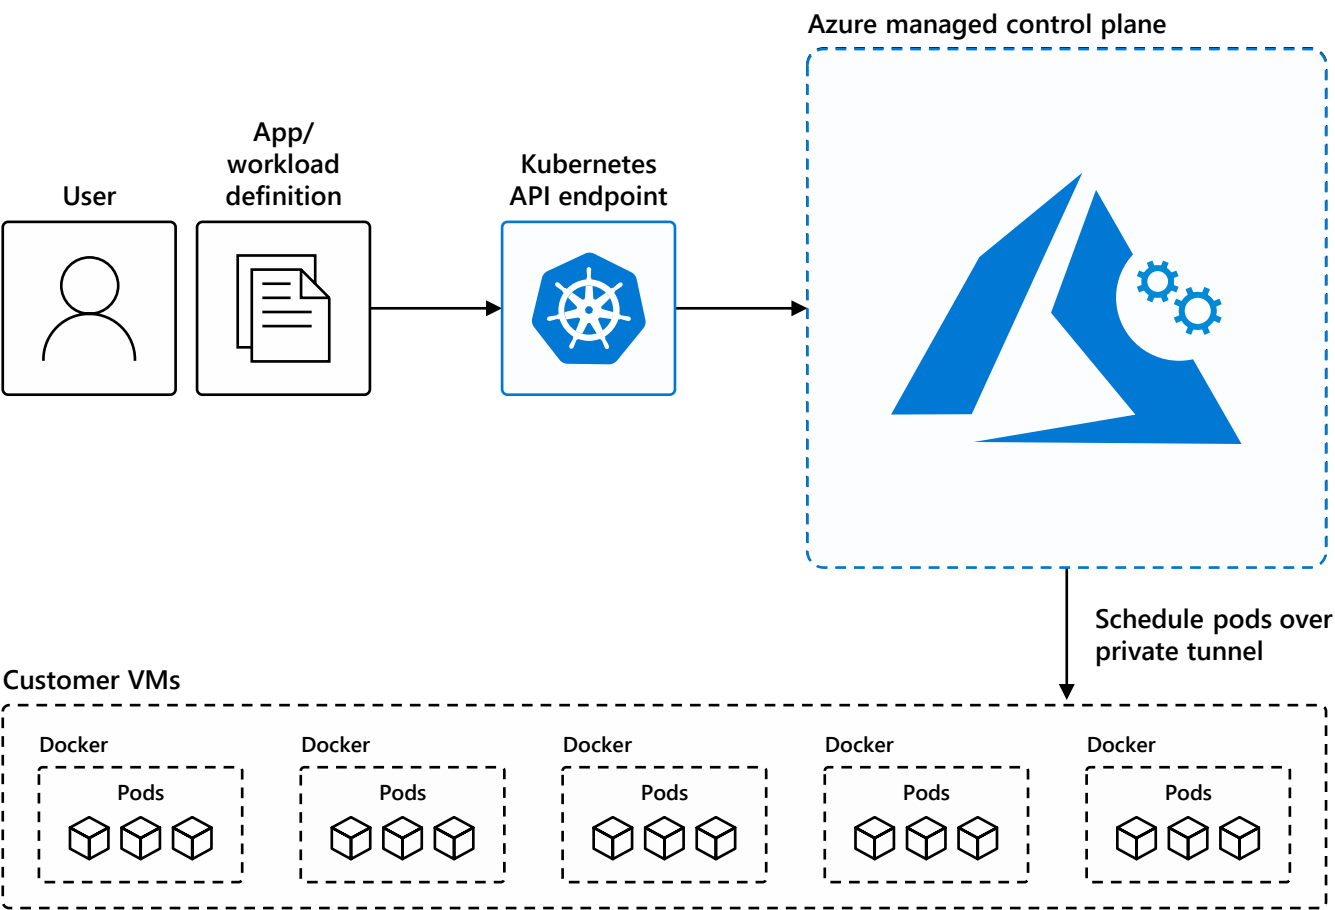 Azure managed control plane
User
App/
workload
definition
Kubernetes
API endpoint
Schedule pods over
private tunnel
Customer VMs
Docker
Docker
Docker
Docker
Docker
Pods
Pods
Pods
Pods
Pods